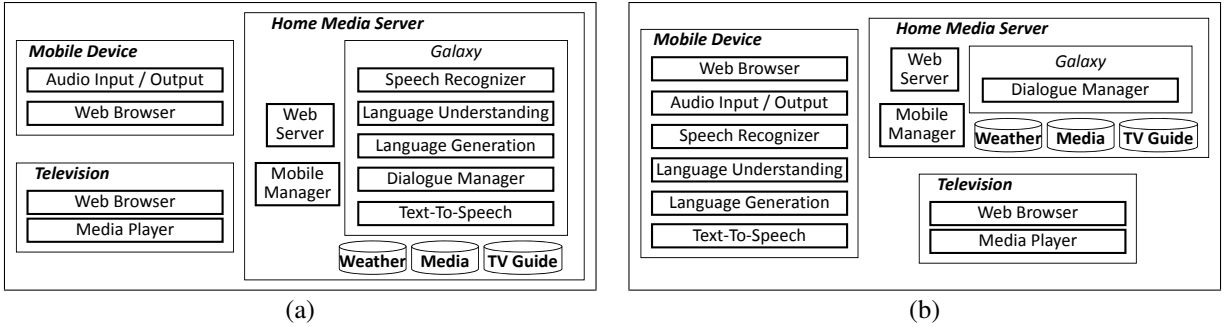 Mobile Device
Audio Input / Output
Web Browser
Television
Web Browser
Media Player
Home Media Server
Galaxy
Speech Recognizer
Language Understanding
Language Generation
Dialogue Manager
Text-To-Speech
Web
Server
Mobile
Manager
Weather Media TV Guide
(a)
Mobile Device
Web Browser
Audio Input / Output
Speech Recognizer
Language Understanding
Language Generation
Text-To-Speech
Home Media Server
Web
Server
Mobile
Manager
Galaxy
Dialogue Manager
Weather Media TV Guide
Television
Web Browser
Media Player
(b)